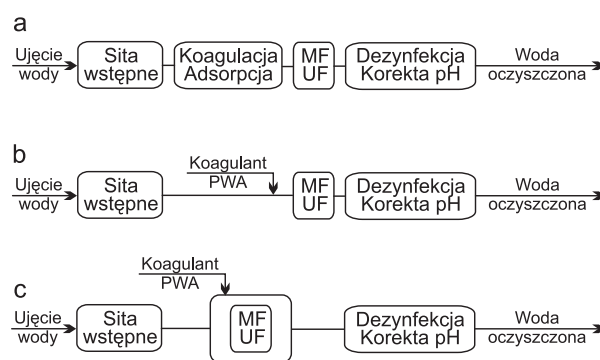 a
Ujęcie
wody
Sita
wstępne
Koagulacja
Adsorpcja
MF
UF
Dezynfekcja
Korekta pH
Woda
oczyszczona
b
Ujęcie
wody
Sita
wstępne
Koagulant
PWA
MF
UF
Dezynfekcja
Korekta pH
Woda
oczyszczona
c
Ujęcie
wody
Sita
wstępne
Koagulant
PWA
MF
UF
Dezynfekcja
Korekta pH
Woda
oczyszczona